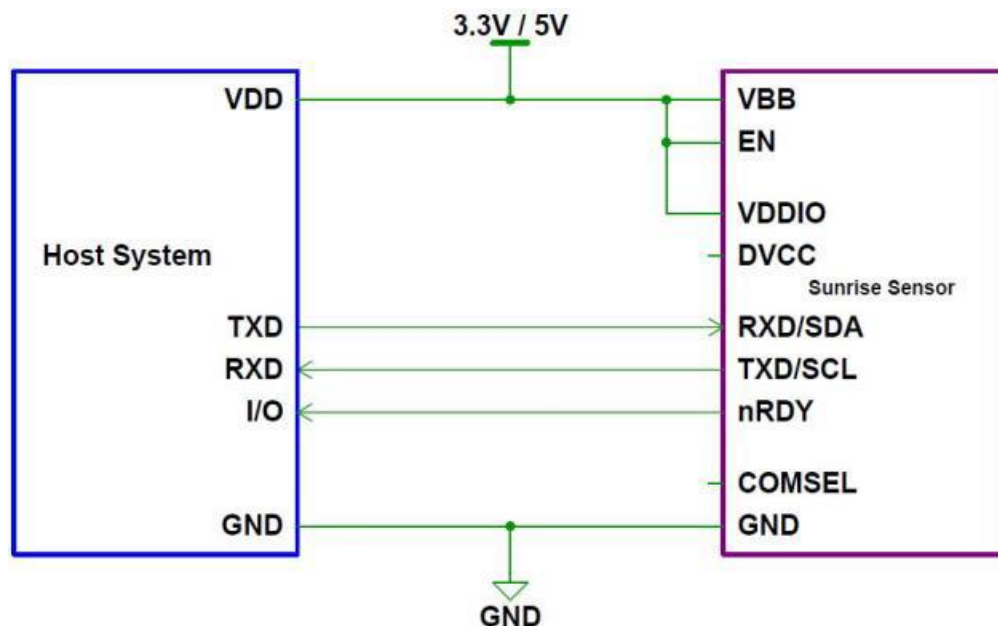 3.3V / 5V
VDD
VBB
EN
VDDIO
Host System
DVCC
Sunrise Sensor
TXD
RXD/SDA
RXD
TXD/SCL
I/O
nRDY
COMSEL
GND
GND
GND